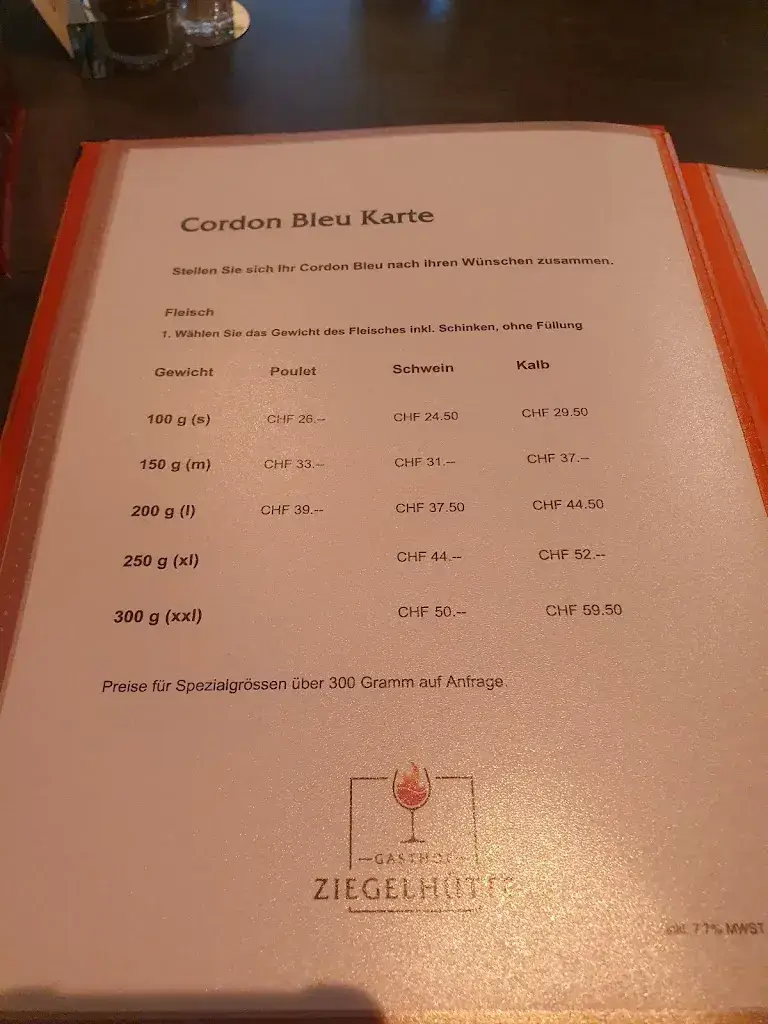 Cordon Bleu Karte
Stellen Sie sich Ihr Cordon Bleu nach ihren Wünschen zusammen.
Fleisch
1. Wählen Sie das Gewicht des Fleisches inkl. Schinken, ohne Füllung
Gewicht Poulet Schwein Kalb
100 g (s) CHF 26.-- CHF 24.50 CHF 29.50
150 g (m) CHF 33.-- CHF 31.-- CHF 37.--
200 g (l) CHF 39.-- CHF 37.50 CHF 44.50
250 g (xl) CHF 44.-- CHF 52.--
300 g (xxl) CHF 50.-- CHF 59.50
Preise für Spezialgrössen über 300 Gramm auf Anfrage.
GASTHOF
ZIEGELHÜTTE
inkl. 7.7% MWST